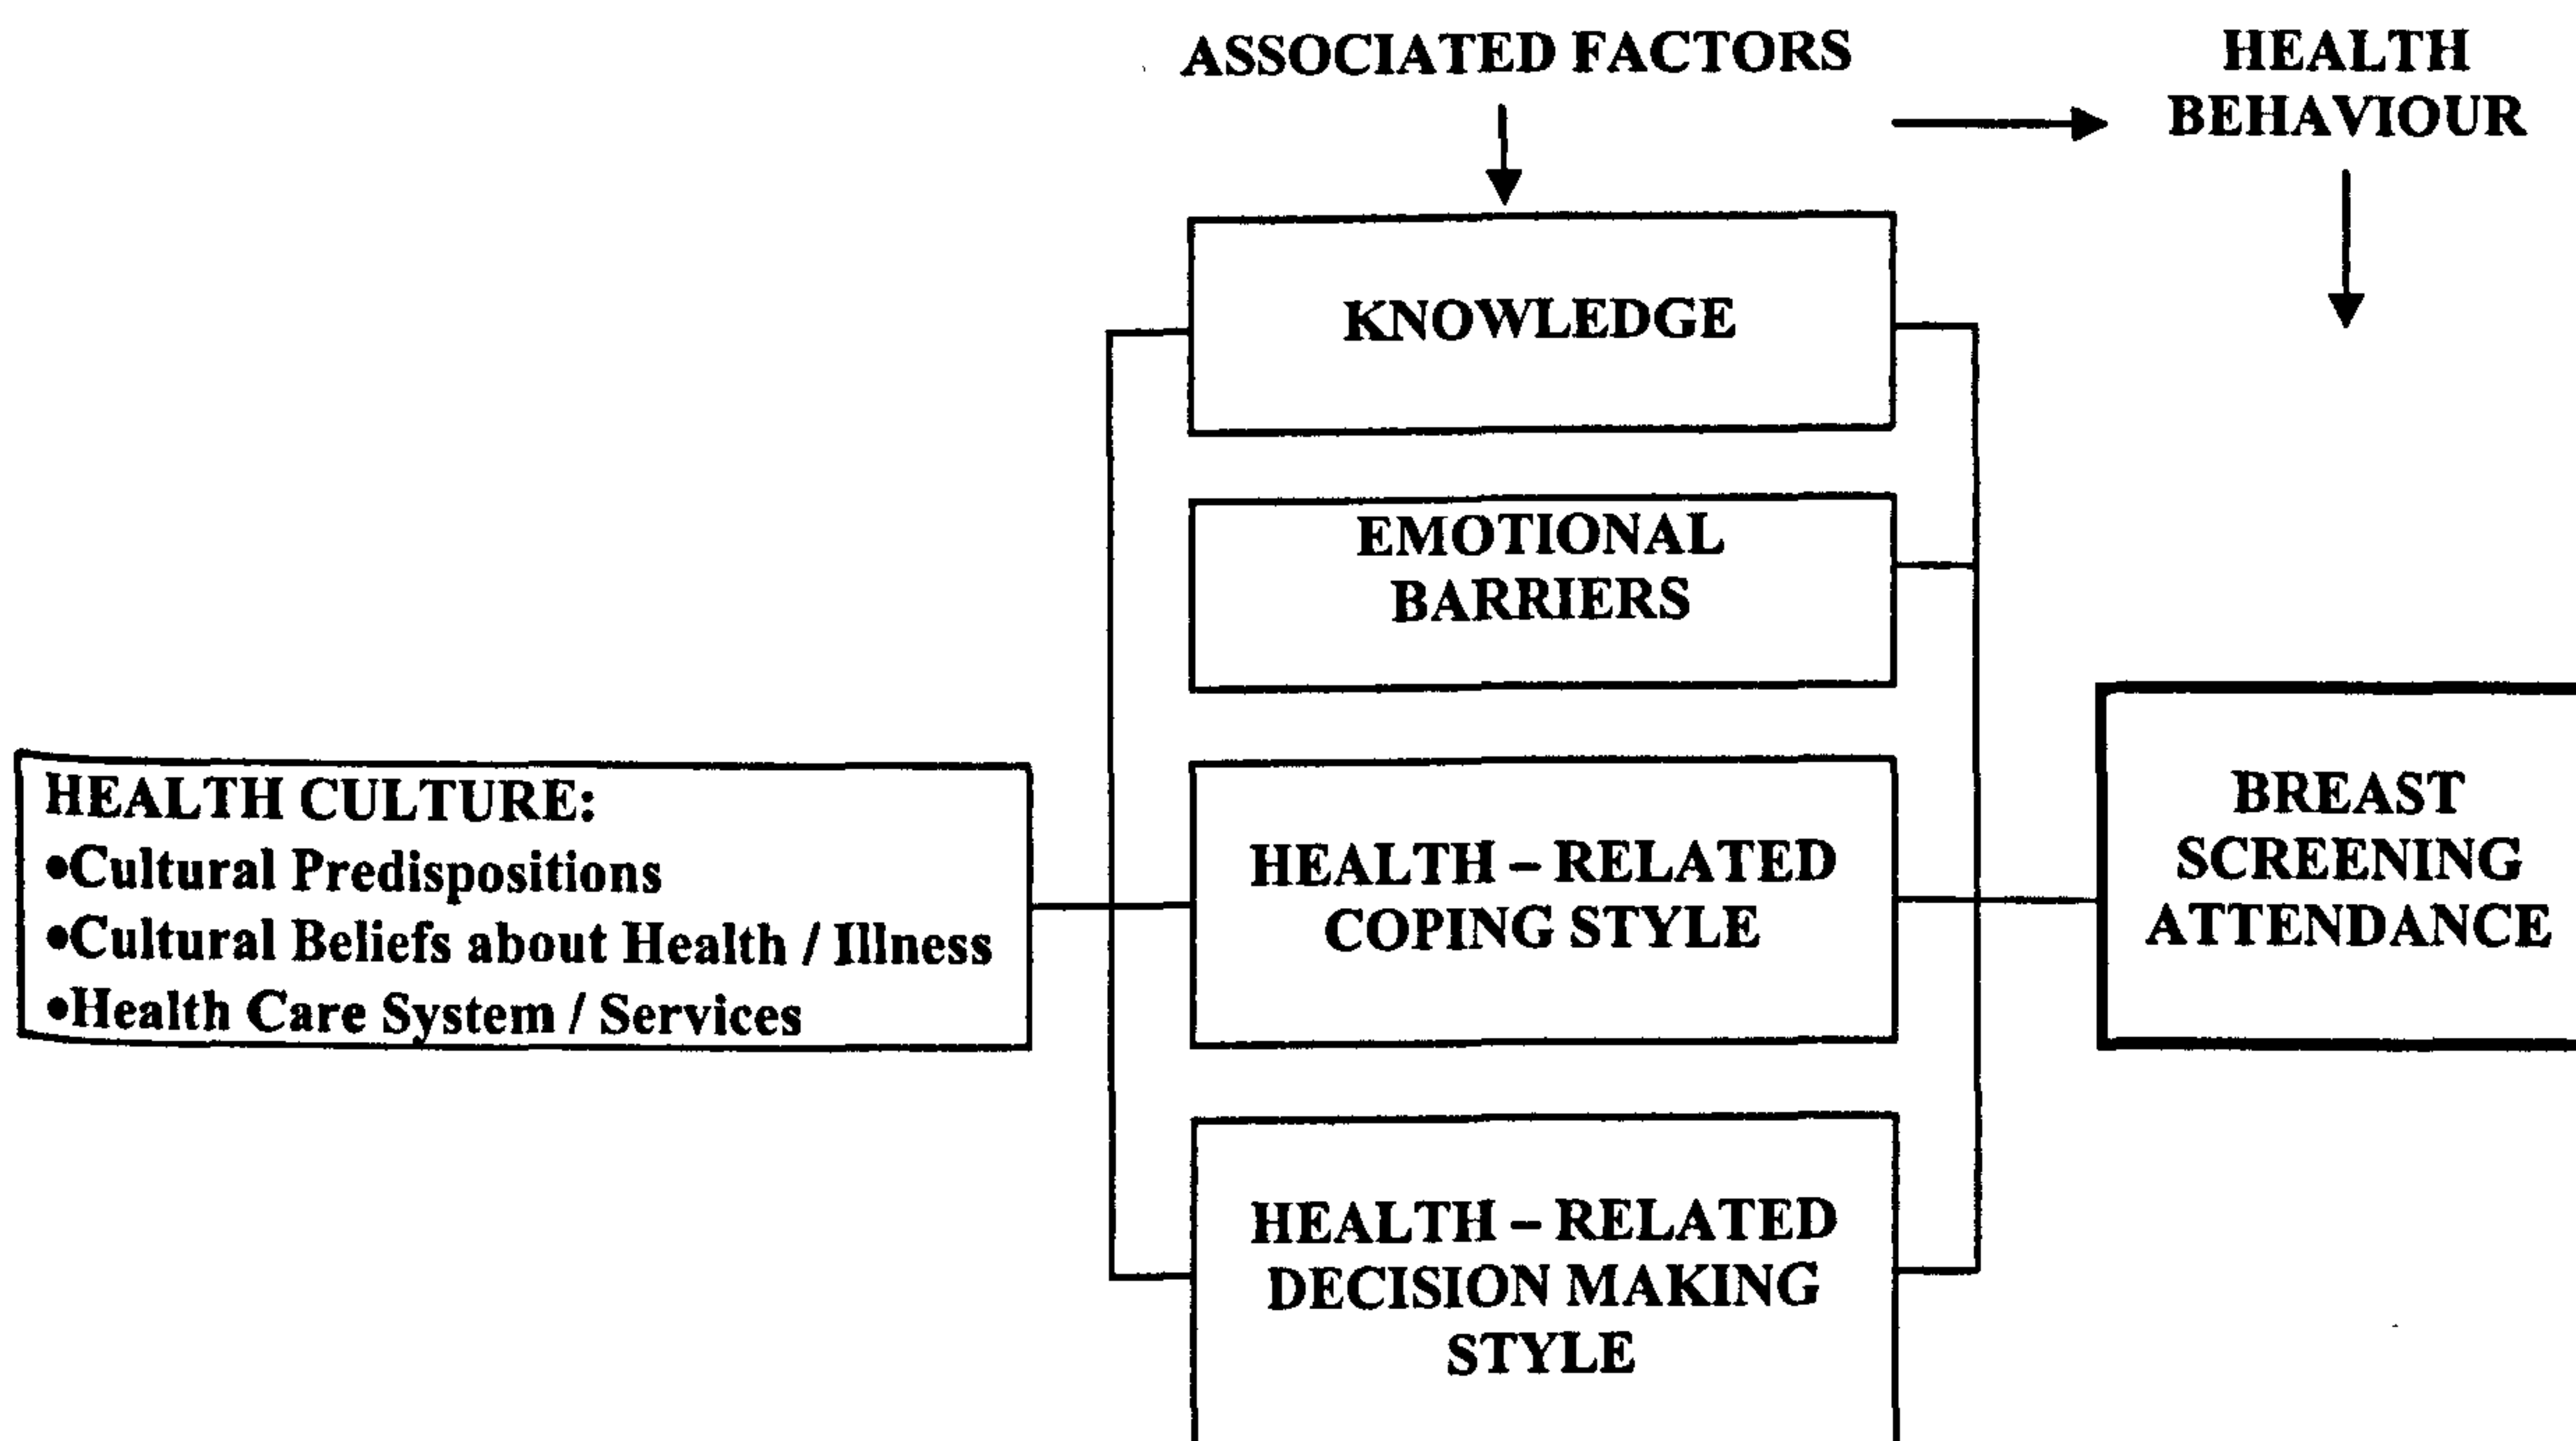 ASSOCIATED FACTORS
HEALTH
BEHAVIOUR
KNOWLEDGE
EMOTIONAL
BARRIERS
HEALTH CULTURE:
•Cultural Predispositions
•Cultural Beliefs about Health / Illness
•Health Care System / Services
HEALTH – RELATED
COPING STYLE
BREAST
SCREENING
ATTENDANCE
HEALTH – RELATED
DECISION MAKING
STYLE